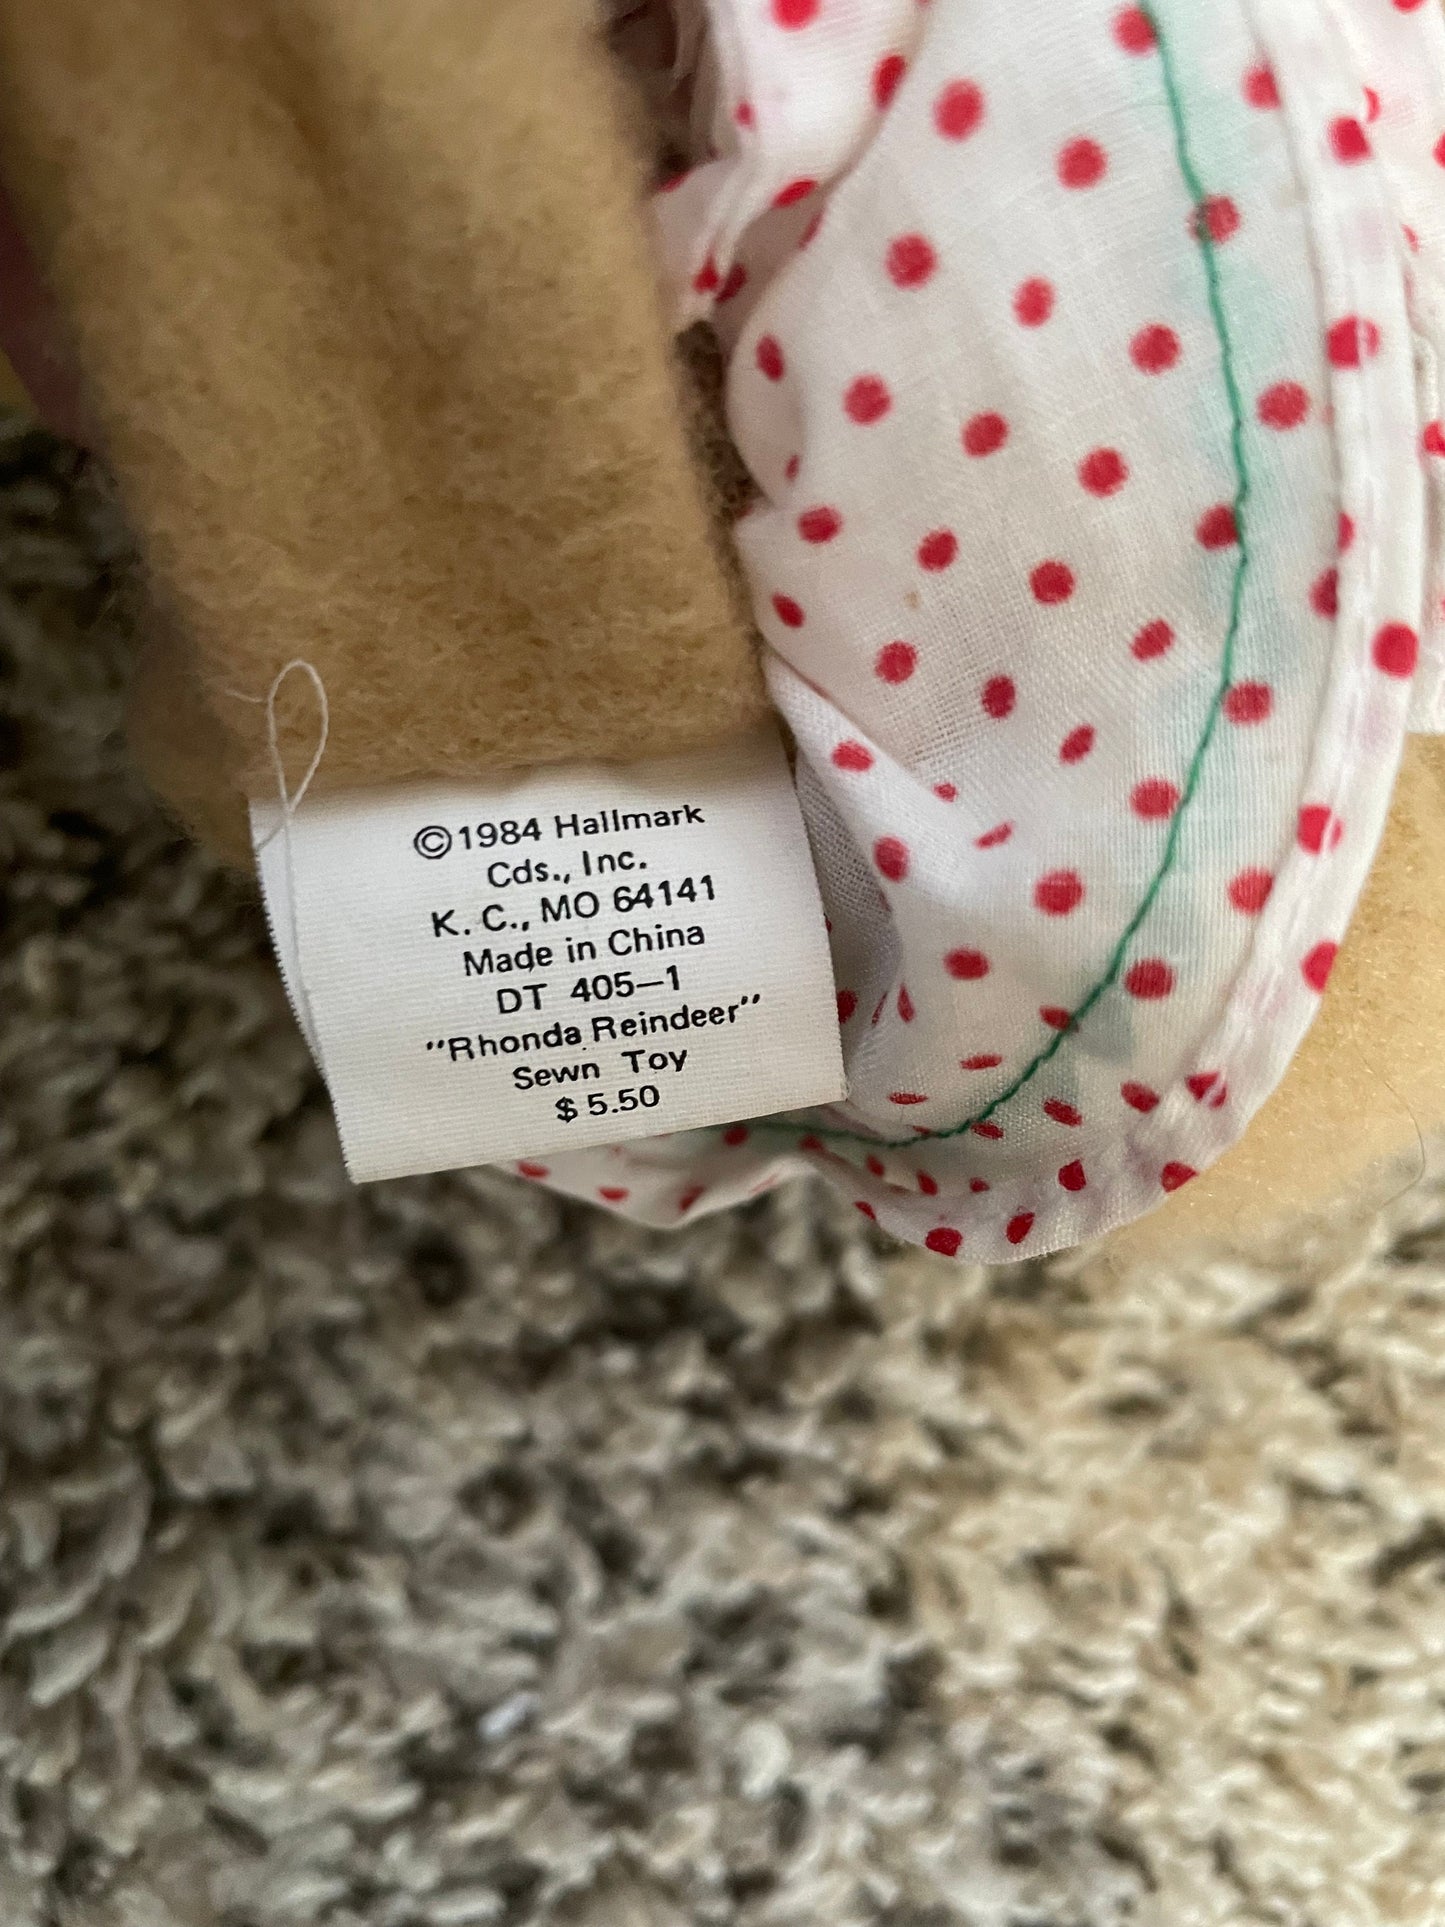 ©1984 Hallmark
Cds., Inc.
K. C., MO 64141
Made in China
DT 405—1
"Rhonda Reindeer"
Sewn Toy
$5.50